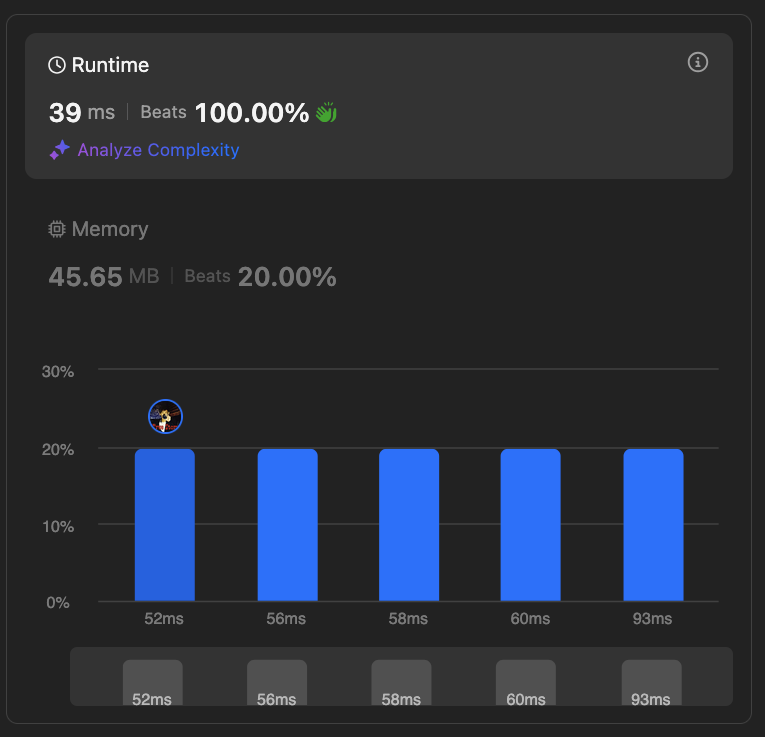 Runtime
39 ms | Beats 100.00%
Analyze Complexity
Memory
45.65 MB | Beats 20.00%
30%
20%
10%
0%
52ms 56ms 58ms 60ms 93ms
52ms 56ms 58ms 60ms 93ms